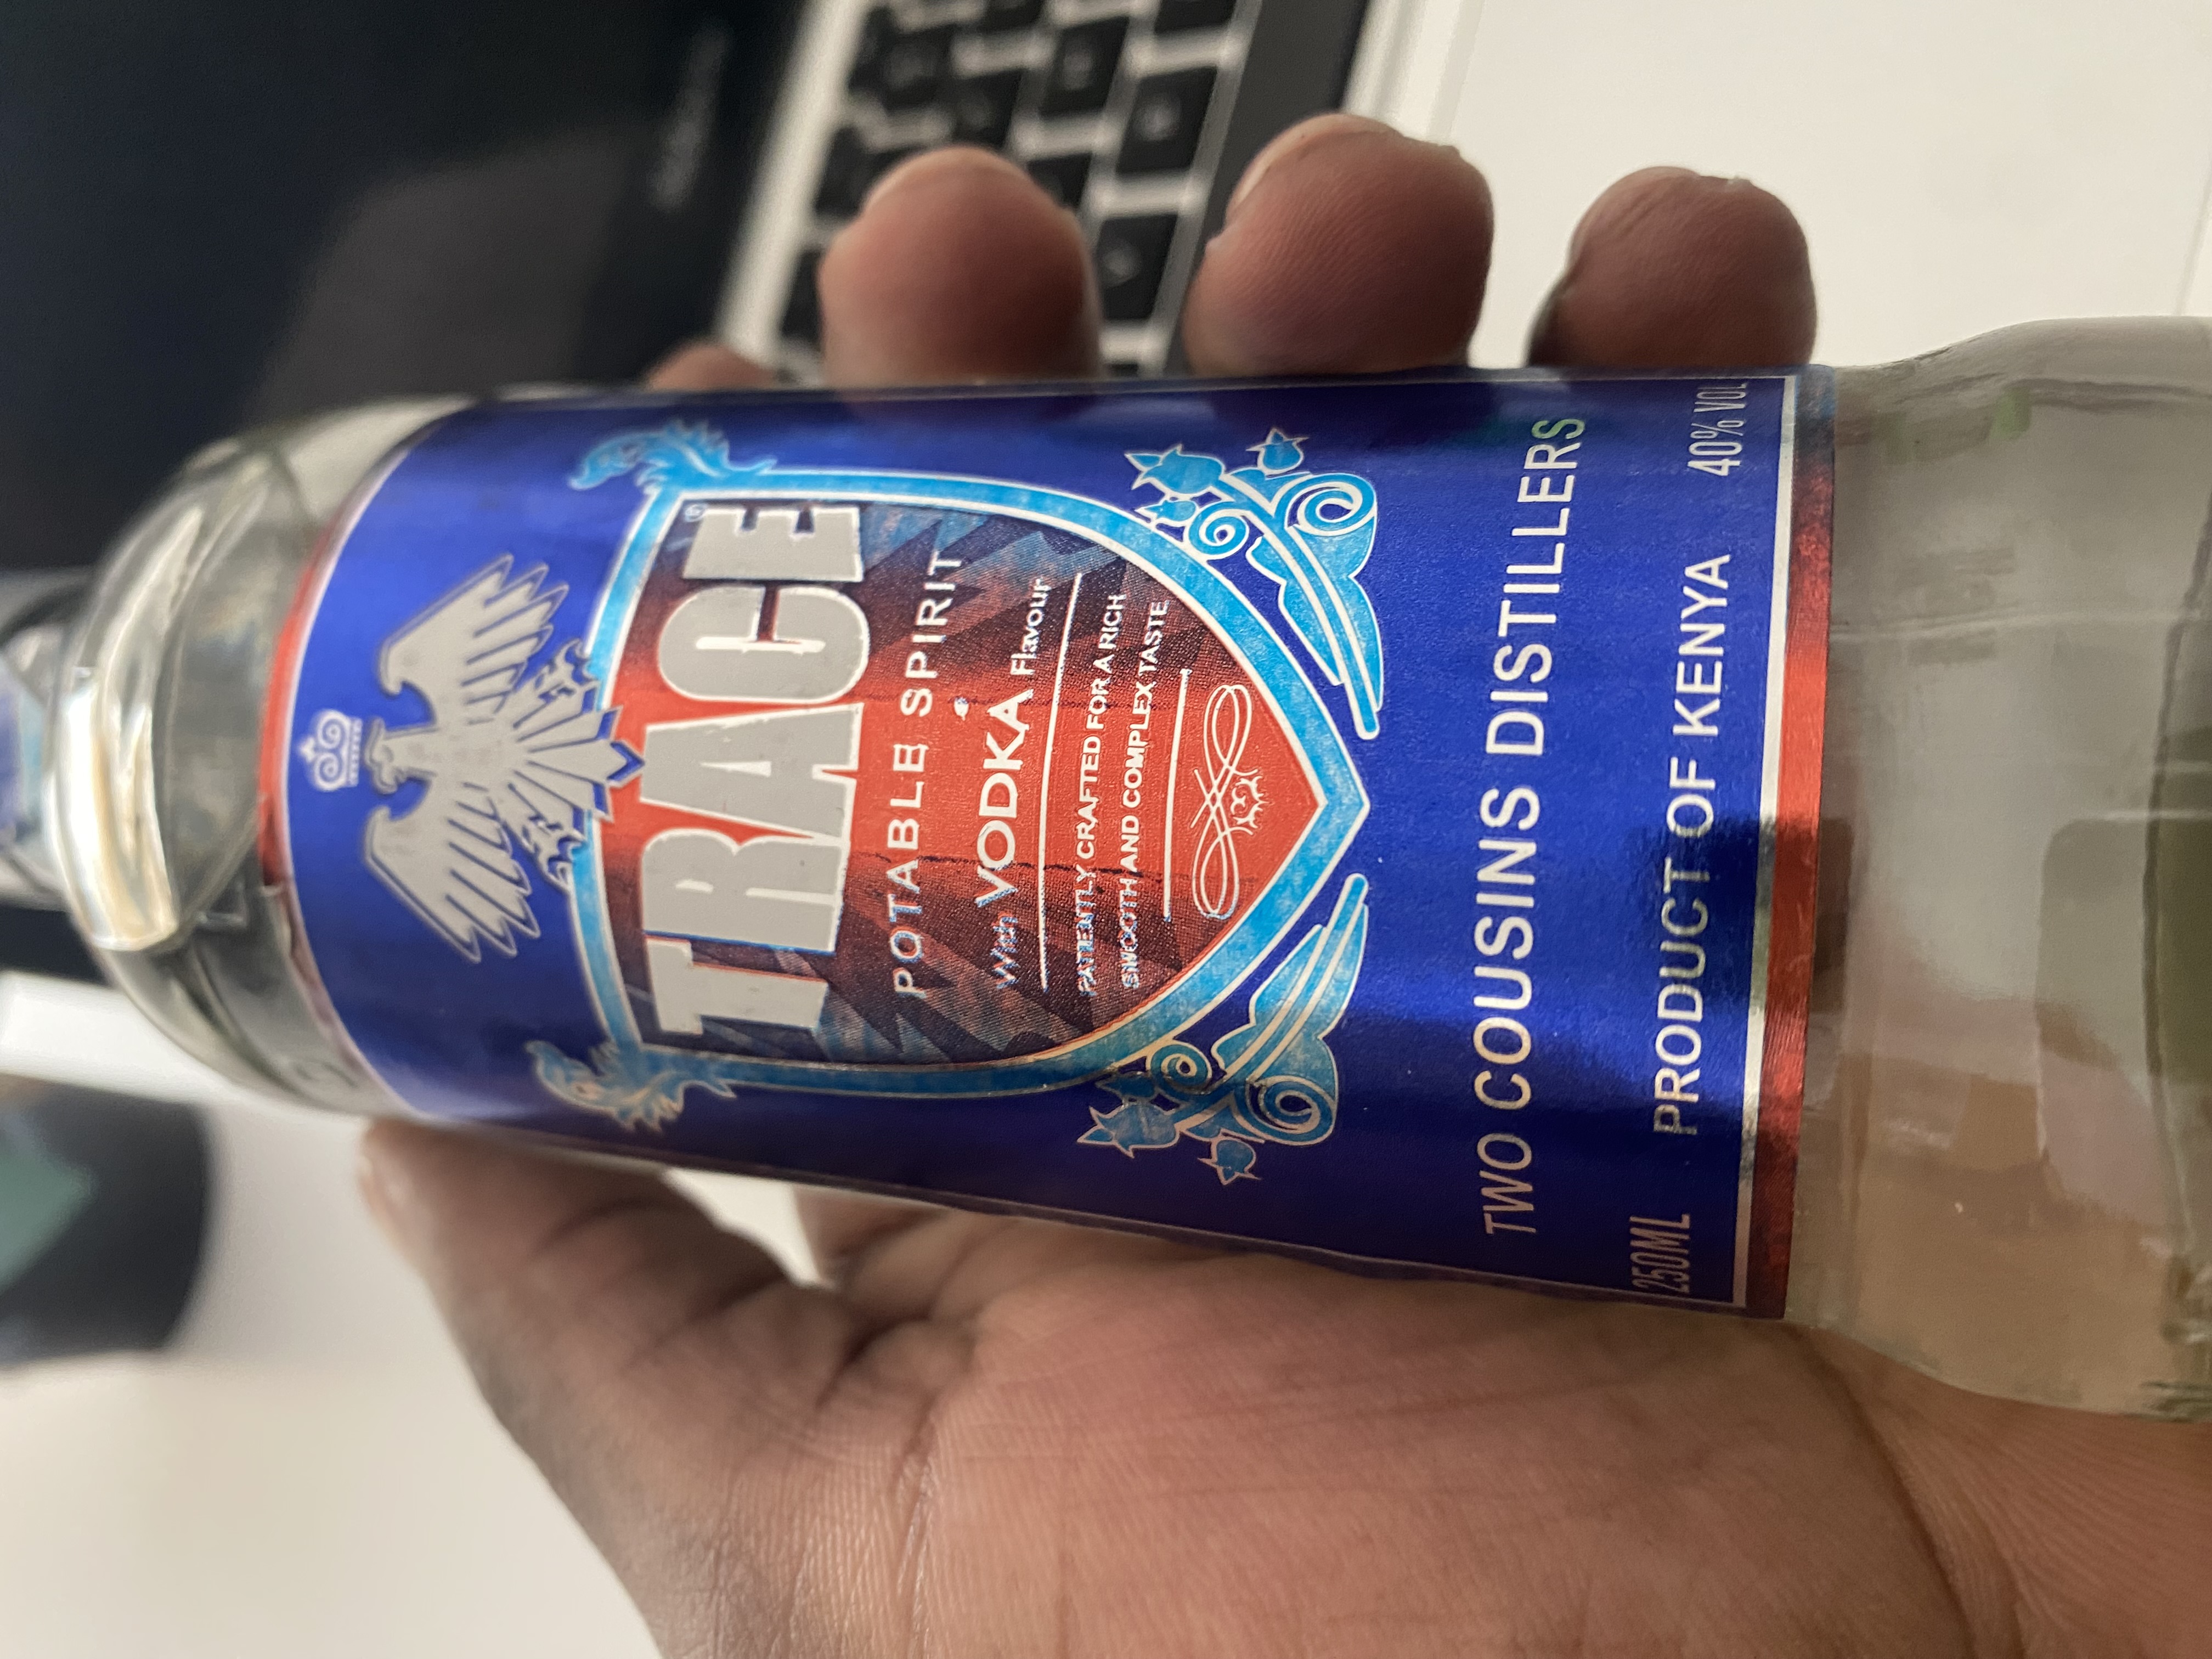 TRACE®
POTABLE SPIRIT
With VODKA Flavour
PATIENTLY CRAFTED FOR A RICH
SMOOTH AND COMPLEX TASTE
TWO COUSINS DISTILLERS
250ML PRODUCT OF KENYA 40% VOL